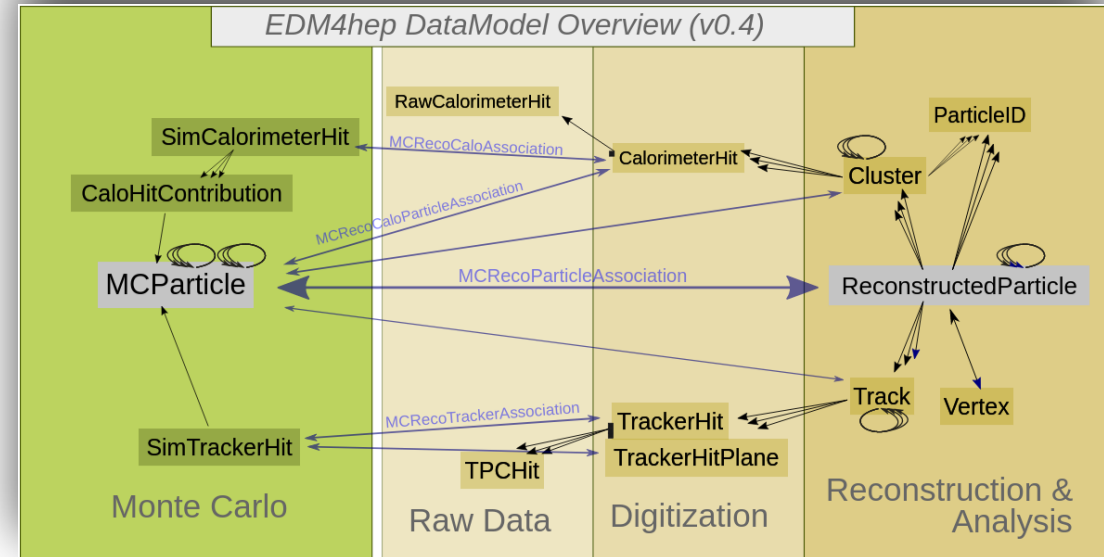 EDM4hep DataModel Overview (v0.4)
RawCalorimeterHit
ParticleID
SimCalorimeterHit
MCRecoCaloAssociation
CalorimeterHit
Cluster
CaloHitContribution
MCRecoCaloParticleAssociation
MCParticle
MCRecoParticleAssociation
ReconstructedParticle
Track
Vertex
MCRecoTrackerAssociation
TrackerHit
SimTrackerHit
TPCHit
TrackerHitPlane
Monte Carlo
Raw Data
Digitization
Reconstruction &
Analysis